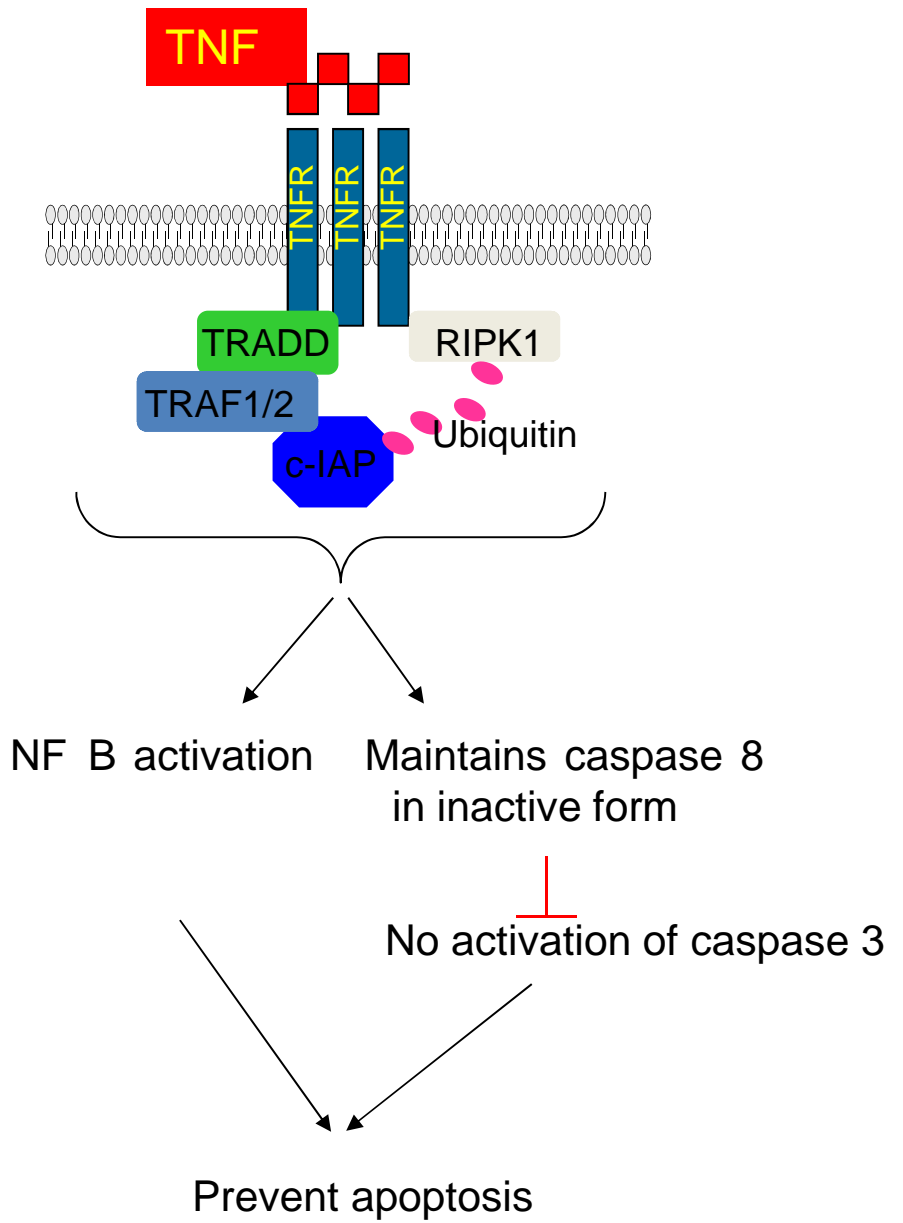 TNF
TNFR
TNFR
TNFR
TRADD
RIPK1
TRAF1/2
Ubiquitin
c-IAP
NF B activation
Maintains caspase 8
in inactive form
No activation of caspase 3
Prevent apoptosis